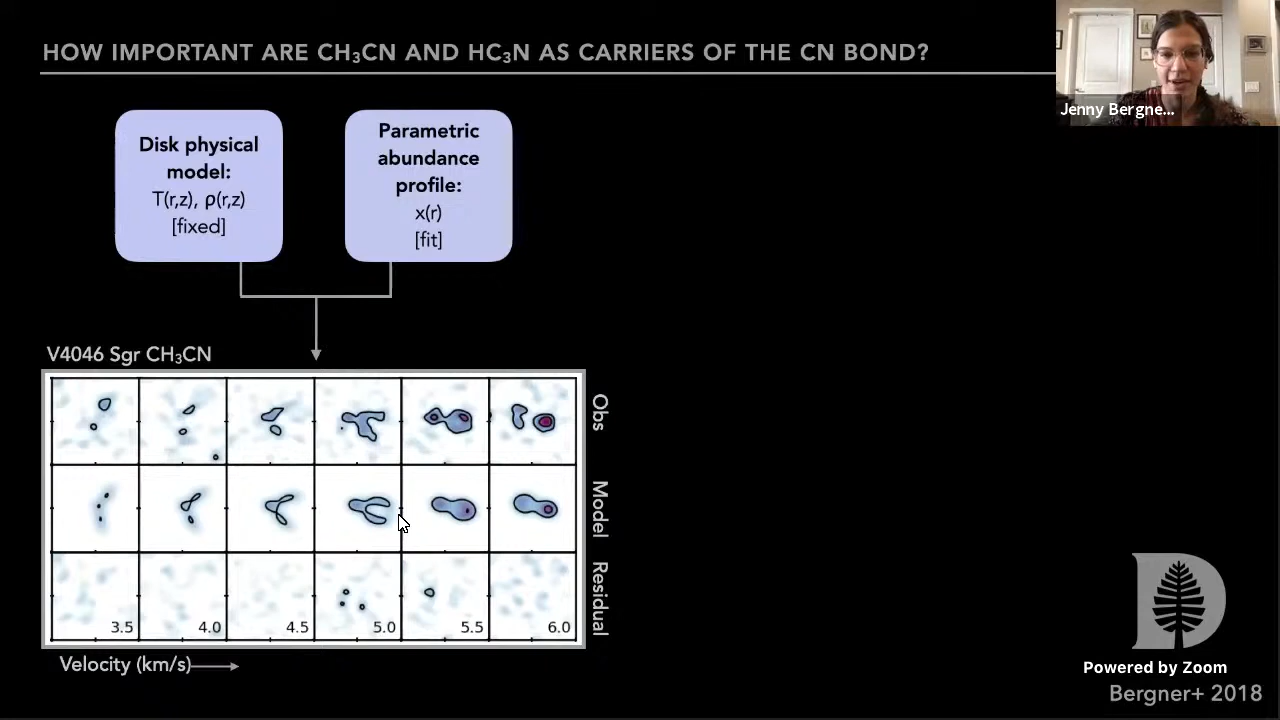 HOW IMPORTANT ARE CH₃CN AND HC₃N AS CARRIERS OF THE CN BOND?
Jenny Bergne...
Disk physical
model:
T(r,z), ρ(r,z)
[fixed]
Parametric
abundance
profile:
x(r)
[fit]
V4046 Sgr CH₃CN
Obs
Model
Residual
3.5
4.0
4.5
5.0
5.5
6.0
Velocity (km/s)
Powered by Zoom
Bergner+ 2018